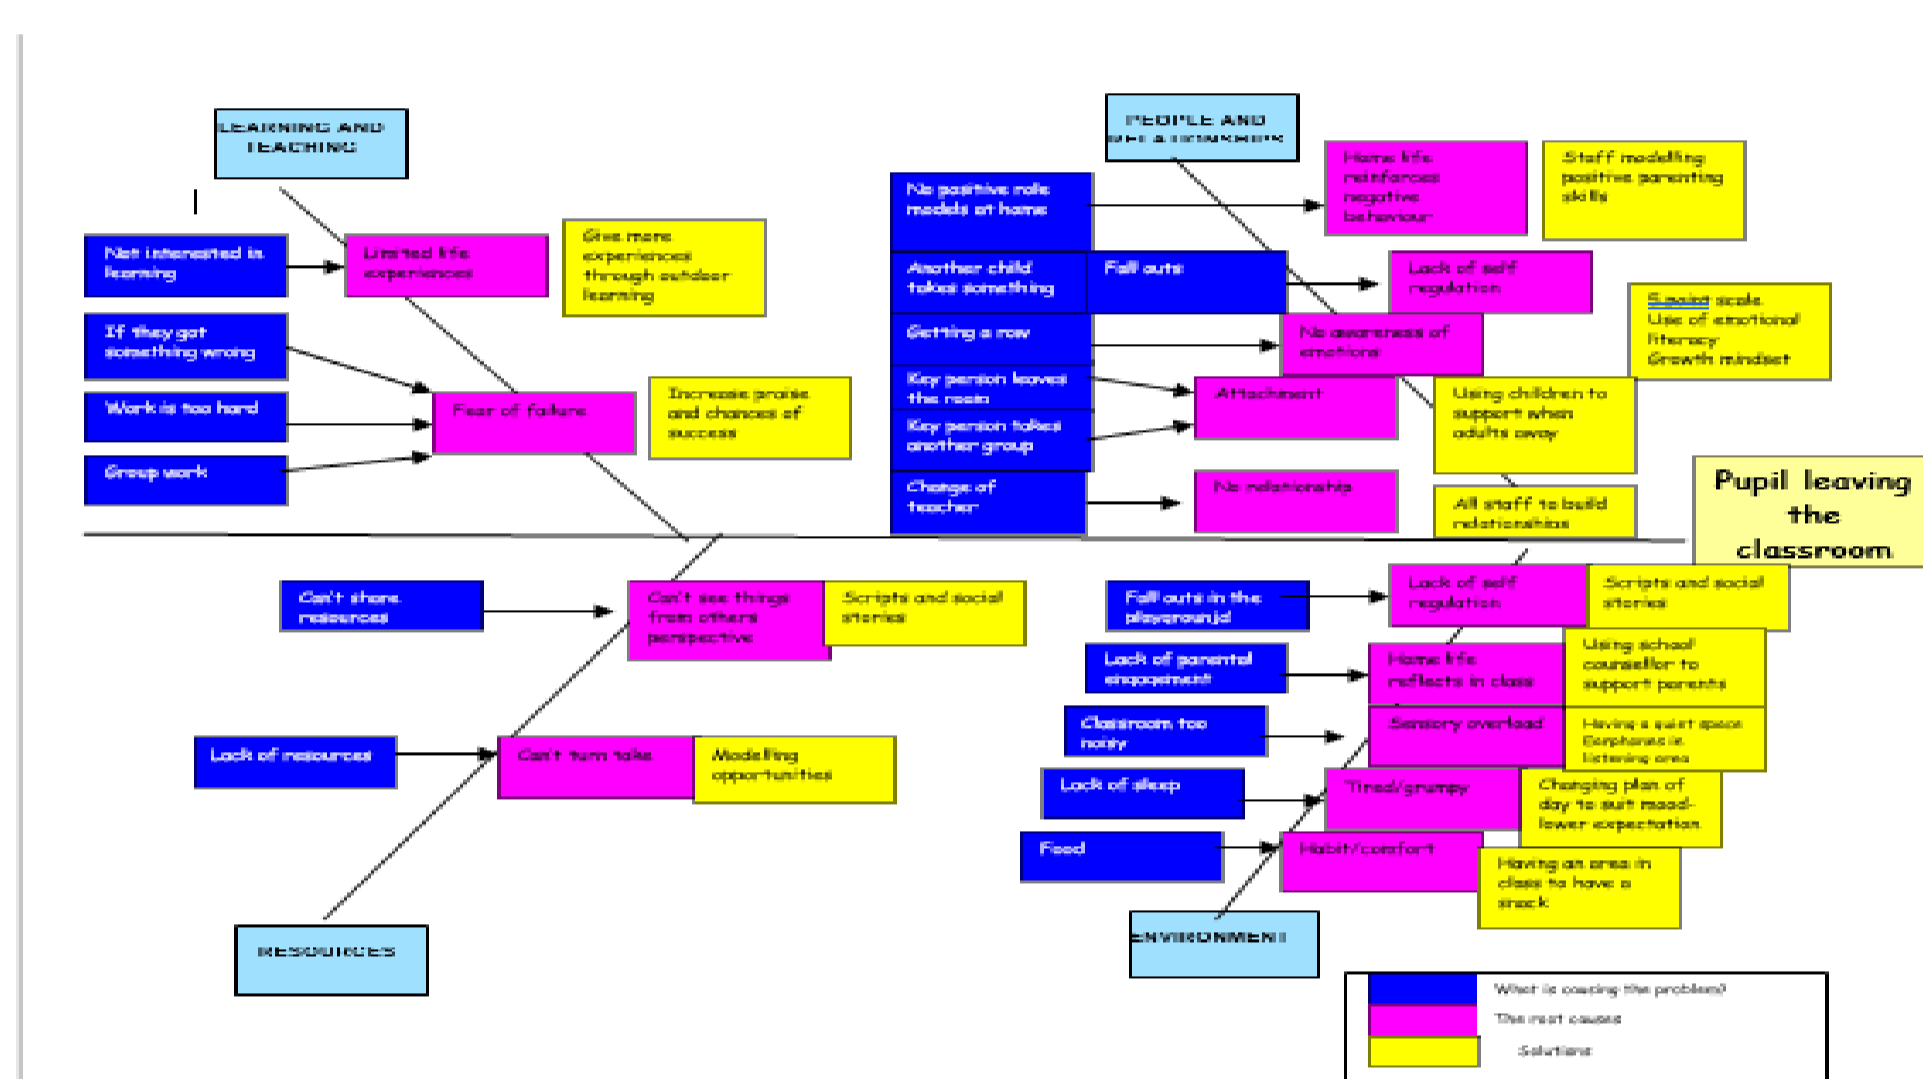 LEARNING AND
TEACHING
Not interested in
learning
Limited life
experiences
Give more
experiences
through outdoor
learning
If they get
something wrong
Work is too hard
Group work
Fear of failure
Increase praise
and chances of
success
PEOPLE AND
RELATIONSHIPS
No positive role
models at home
Home life
reinforces
negative
behaviour
Staff modelling
positive parenting
skills
Another child
takes something
Fall outs
Lack of self
regulation
Getting a row
No awareness of
emotions
5 point scale
Use of emotional
literacy
Growth mindset
Key person leaves
the room
Key person takes
another group
Attachment
Using children to
support when
adults away
Change of
teacher
No relationship
All staff to build
relationships
Pupil leaving
the
classroom
Can't share
resources
Can't see things
from others
perspective
Scripts and social
stories
Lack of resources
Can't turn take
Modelling
opportunities
RESOURCES
Fall outs in the
Lack of self
regulation
Scripts and social
stories
Lack of parental
engagement
Home life
reflects in class
Using school
counsellor to
support parents
Classroom too
noisy
Sensory overload
Having a quiet space
Earphones in
listening area
Lack of sleep
Tired/grumpy
Changing plan of
day to suit mood-
lower expectation
Food
Habit/comfort
Having an area in
class to have a
snack
ENVIRONMENT
What is causing the problem?
The root causes
Solutions